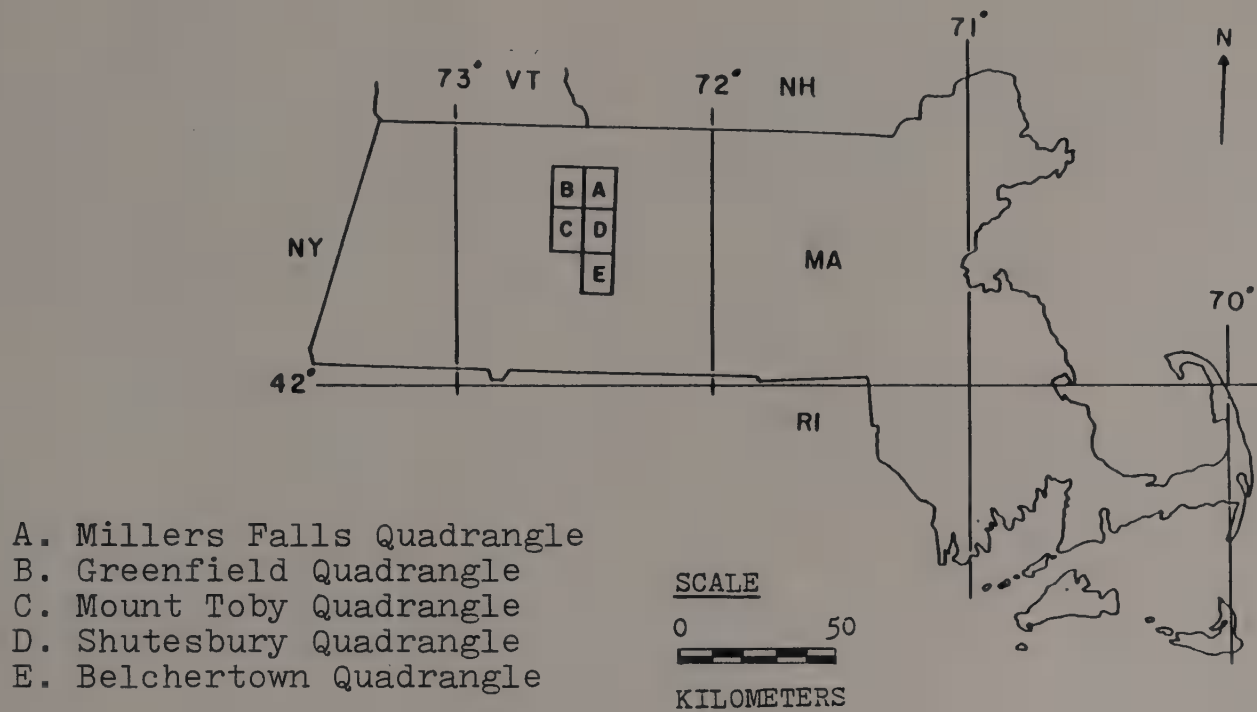 71°
N
73° VT
72°
NH
B A
C D
E
NY
MA
70°
42°
RI
A. Millers Falls Quadrangle
B. Greenfield Quadrangle
C. Mount Toby Quadrangle
D. Shutesbury Quadrangle
E. Belchertown Quadrangle
SCALE
0 50
KILOMETERS